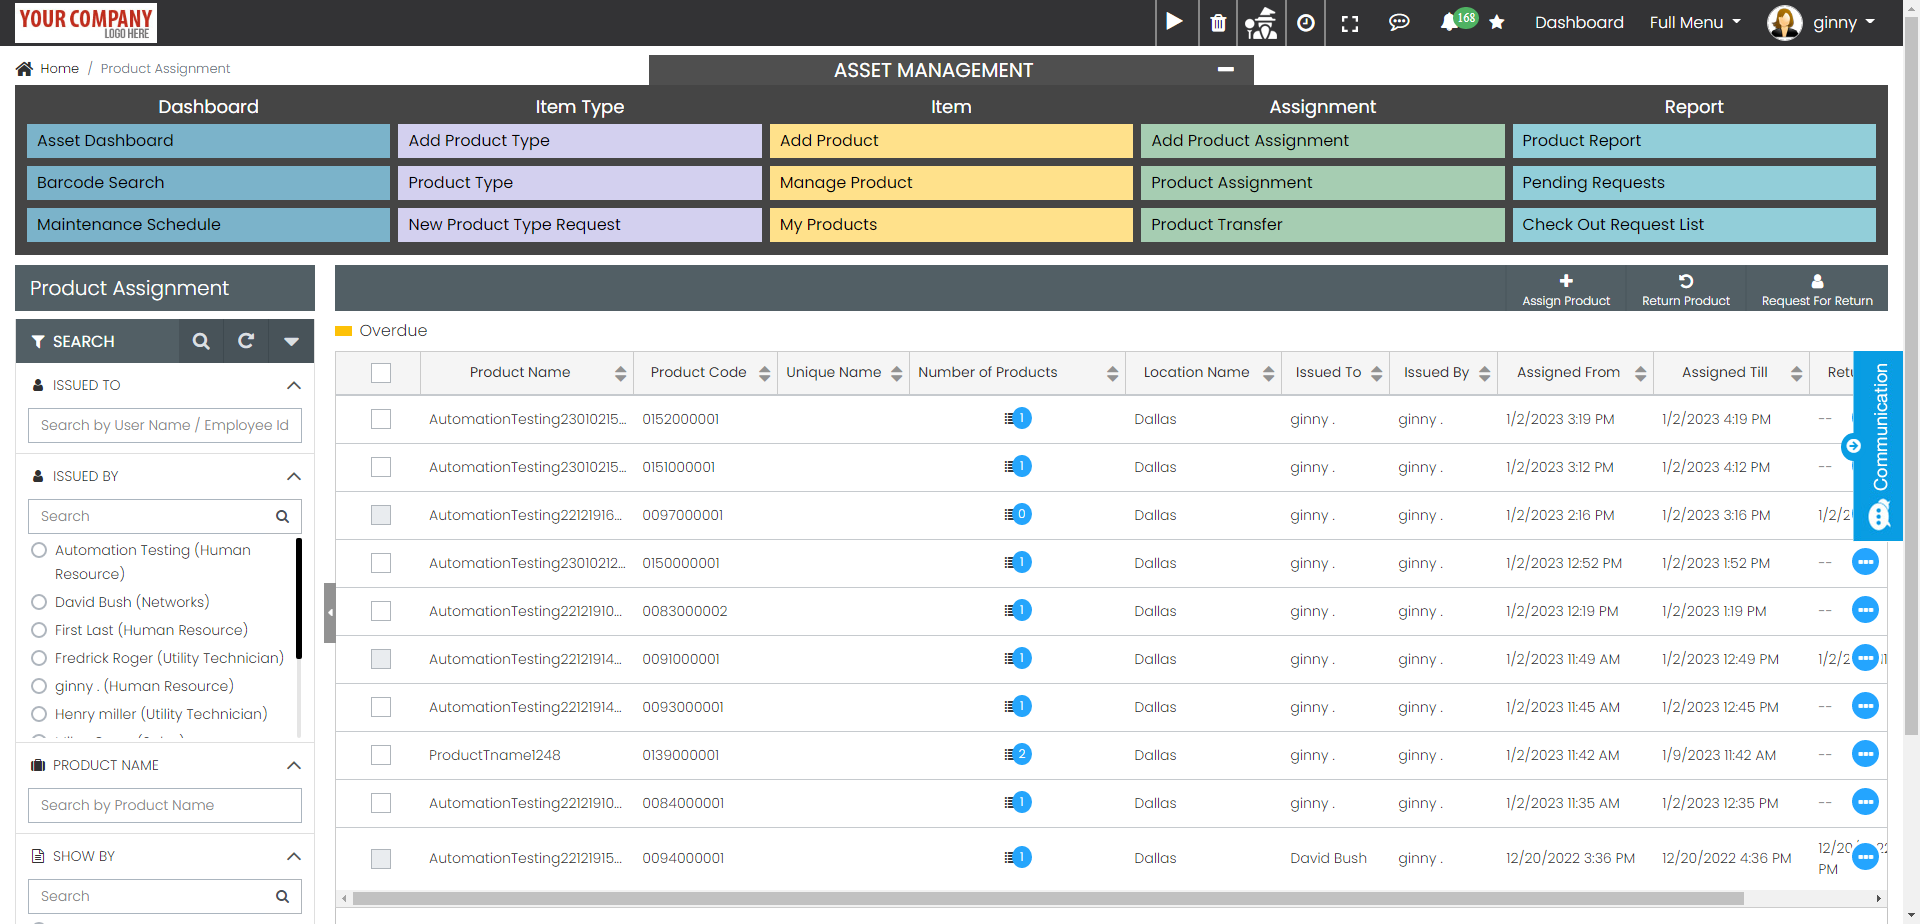 YOUR COMPANY
LOGO HERE
168
Dashboard
Full Menu
ginny
Home / Product Assignment
ASSET MANAGEMENT
Dashboard
Item Type
Item
Assignment
Report
Asset Dashboard
Add Product Type
Add Product
Add Product Assignment
Product Report
Barcode Search
Product Type
Manage Product
Product Assignment
Pending Requests
Maintenance Schedule
New Product Type Request
My Products
Product Transfer
Check Out Request List
Product Assignment
Assign Product
Return Product
Request For Return
SEARCH
ISSUED TO
Search by User Name / Employee Id
ISSUED BY
Search
Automation Testing (Human
Resource)
David Bush (Networks)
First Last (Human Resource)
Fredrick Roger (Utility Technician)
ginny . (Human Resource)
Henry miller (Utility Technician)
PRODUCT NAME
Search by Product Name
SHOW BY
Search
Overdue
Product Name Product Code Unique Name Number of Products Location Name Issued To Issued By Assigned From Assigned Till Retu
AutomationTesting23010215... 0152000001 1 Dallas ginny . ginny . 1/2/2023 3:19 PM 1/2/2023 4:19 PM --
AutomationTesting23010215... 0151000001 1 Dallas ginny . ginny . 1/2/2023 3:12 PM 1/2/2023 4:12 PM --
AutomationTesting22121916... 0097000001 0 Dallas ginny . ginny . 1/2/2023 2:16 PM 1/2/2023 3:16 PM 1/2/2
AutomationTesting23010212... 0150000001 1 Dallas ginny . ginny . 1/2/2023 12:52 PM 1/2/2023 1:52 PM --
AutomationTesting22121910... 0083000002 1 Dallas ginny . ginny . 1/2/2023 12:19 PM 1/2/2023 1:19 PM --
AutomationTesting22121914... 0091000001 1 Dallas ginny . ginny . 1/2/2023 11:49 AM 1/2/2023 12:49 PM 1/2/2
AutomationTesting22121914... 0093000001 1 Dallas ginny . ginny . 1/2/2023 11:45 AM 1/2/2023 12:45 PM --
ProductTname1248 0139000001 2 Dallas ginny . ginny . 1/2/2023 11:42 AM 1/9/2023 11:42 AM --
AutomationTesting22121910... 0084000001 1 Dallas ginny . ginny . 1/2/2023 11:35 AM 1/2/2023 12:35 PM --
AutomationTesting22121915... 0094000001 1 Dallas David Bush ginny . 12/20/2022 3:36 PM 12/20/2022 4:36 PM 12/20
PM
Communication